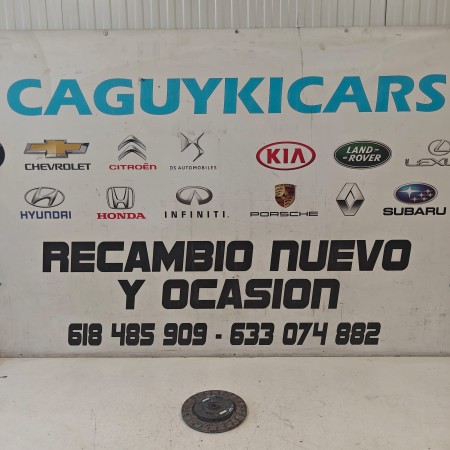 CAGUYKICARS
CHEVROLET CITROËN DS AUTOMOBILES KIA LAND ROVER LEXUS
HYUNDAI HONDA INFINITI PORSCHE SUBARU
RECAMBIO NUEVO
Y OCASION
618 485 909 - 633 074 882